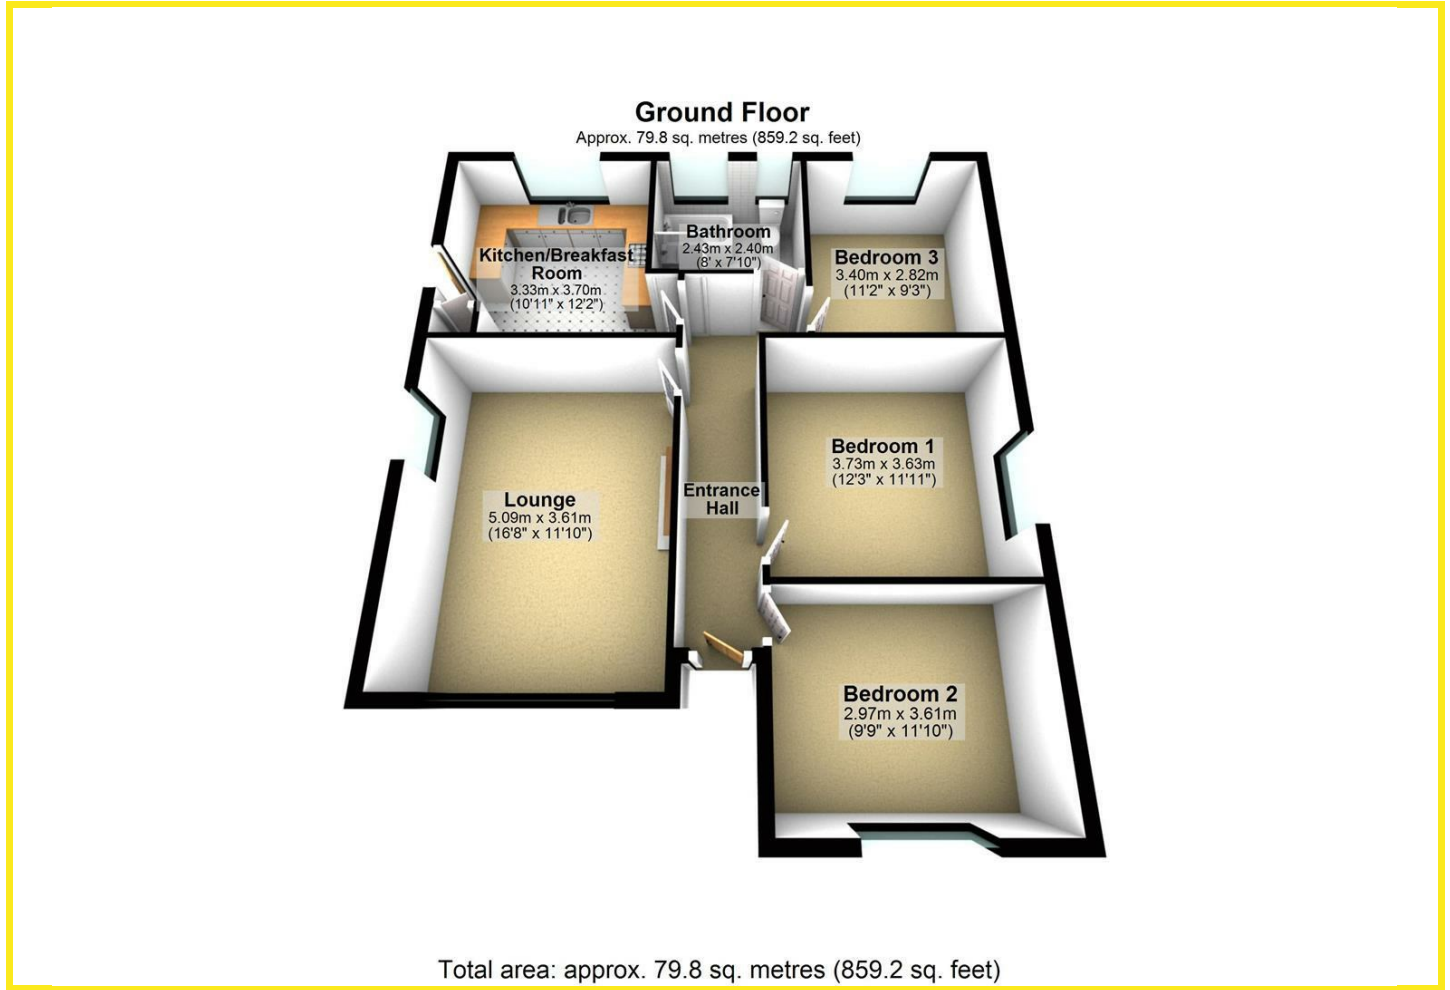 Ground Floor
Approx. 79.8 sq. metres (859.2 sq. feet)
Kitchen/Breakfast
Room
3.33m x 3.70m
(10'11" x 12'2")
Bathroom
2.43m x 2.40m
(8' x 7'10")
Bedroom 3
3.40m x 2.82m
(11'2" x 9'3")
Bedroom 1
3.73m x 3.63m
(12'3" x 11'11")
Lounge
5.09m x 3.61m
(16'8" x 11'10")
Entrance
Hall
Bedroom 2
2.97m x 3.61m
(9'9" x 11'10")
Total area: approx. 79.8 sq. metres (859.2 sq. feet)